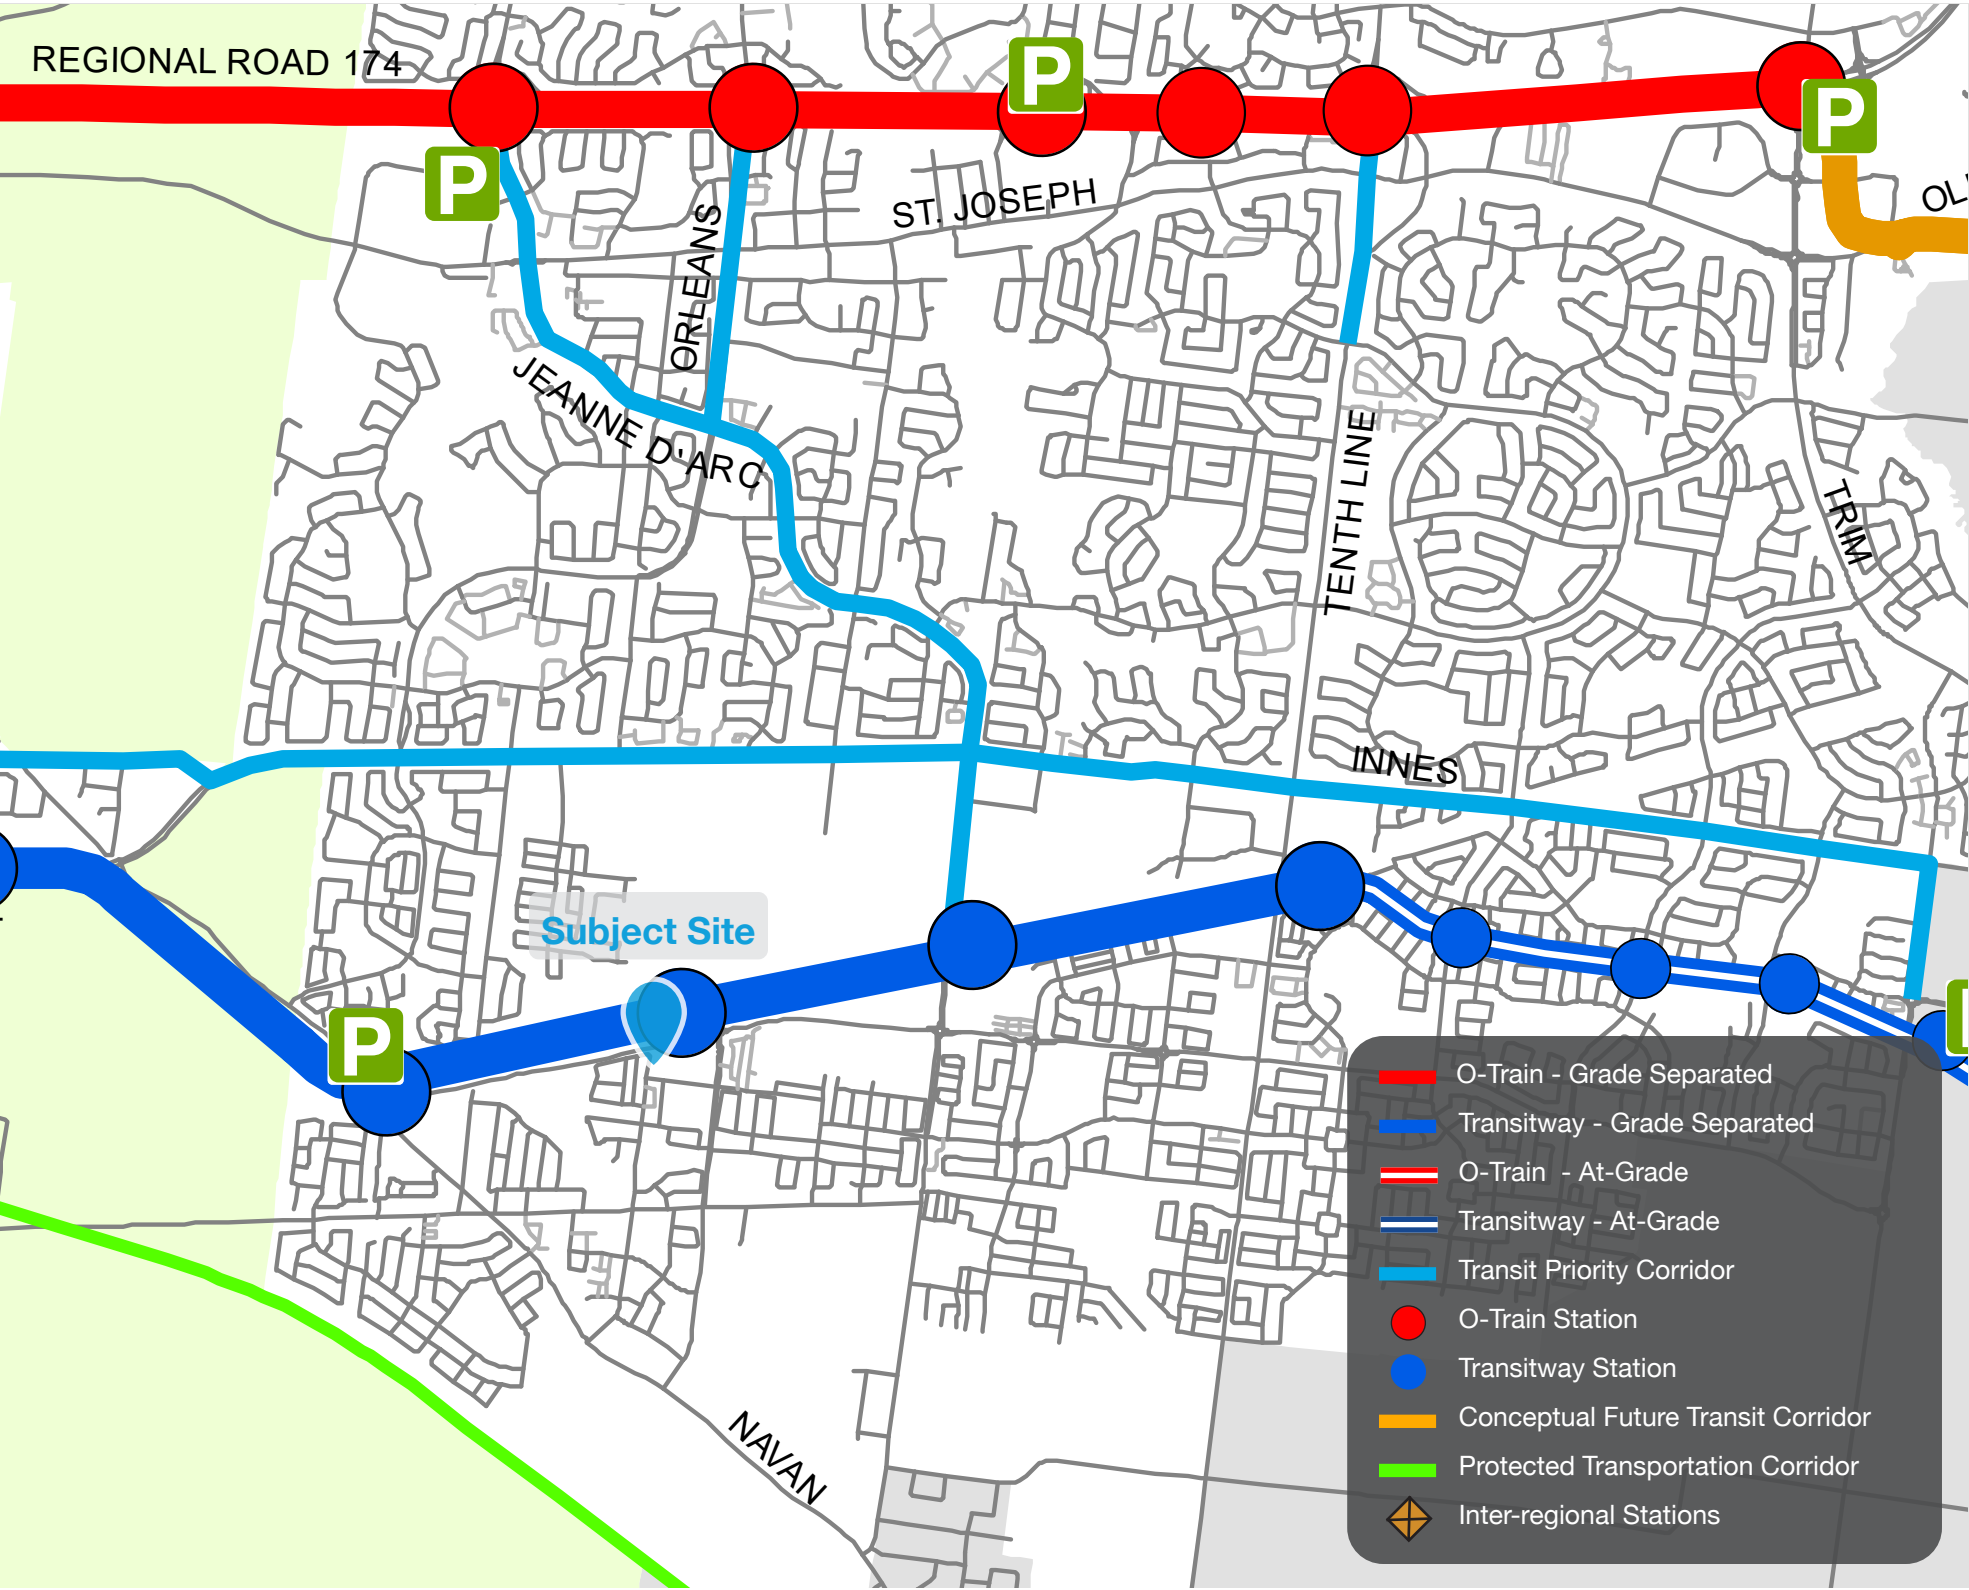 REGIONAL ROAD 174
P
P
P
ST. JOSEPH
ORLEANS
JEANNE D'ARC
TENTH LINE
TRIM
INNES
Subject Site
P
NAVAN
O-Train - Grade Separated
Transitway - Grade Separated
O-Train - At-Grade
Transitway - At-Grade
Transit Priority Corridor
O-Train Station
Transitway Station
Conceptual Future Transit Corridor
Protected Transportation Corridor
Inter-regional Stations